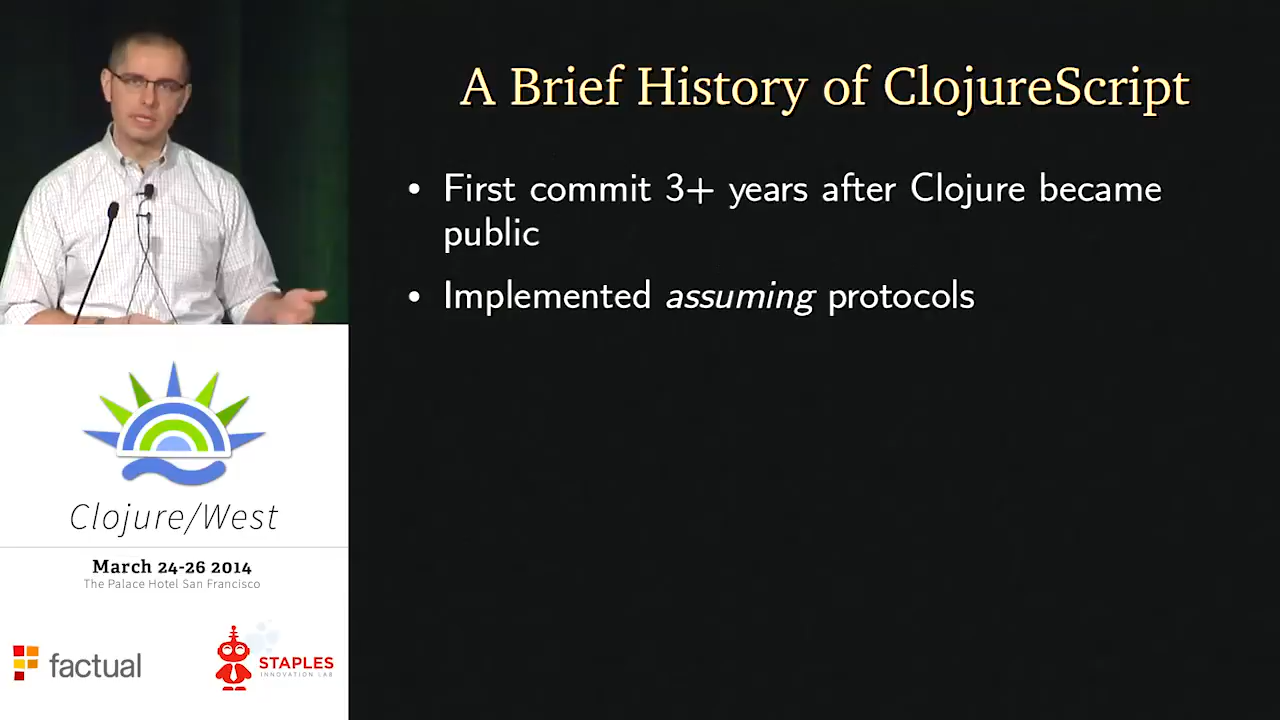 A Brief History of ClojureScript
• First commit 3+ years after Clojure became
public
• Implemented assuming protocols
Clojure/West
March 24-26 2014
The Palace Hotel San Francisco
factual
STAPLES
INNOVATION LAB